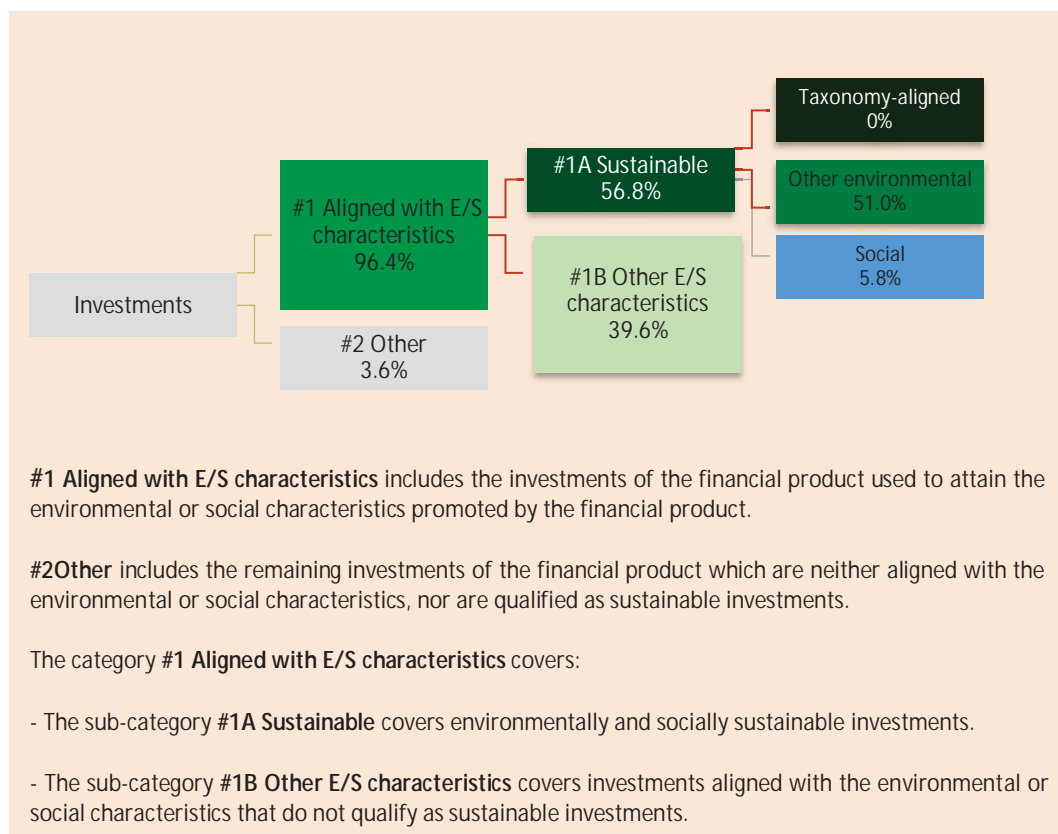 Taxonomy-aligned
0%
#1A Sustainable
56.8%
Other environmental
51.0%
#1 Aligned with E/S
characteristics
96.4%
Social
5.8%
#1B Other E/S
characteristics
39.6%
Investments
#2 Other
3.6%
#1 Aligned with E/S characteristics includes the investments of the financial product used to attain the
environmental or social characteristics promoted by the financial product.
#2Other includes the remaining investments of the financial product which are neither aligned with the
environmental or social characteristics, nor are qualified as sustainable investments.
The category #1 Aligned with E/S characteristics covers:
- The sub-category #1A Sustainable covers environmentally and socially sustainable investments.
- The sub-category #1B Other E/S characteristics covers investments aligned with the environmental or
social characteristics that do not qualify as sustainable investments.